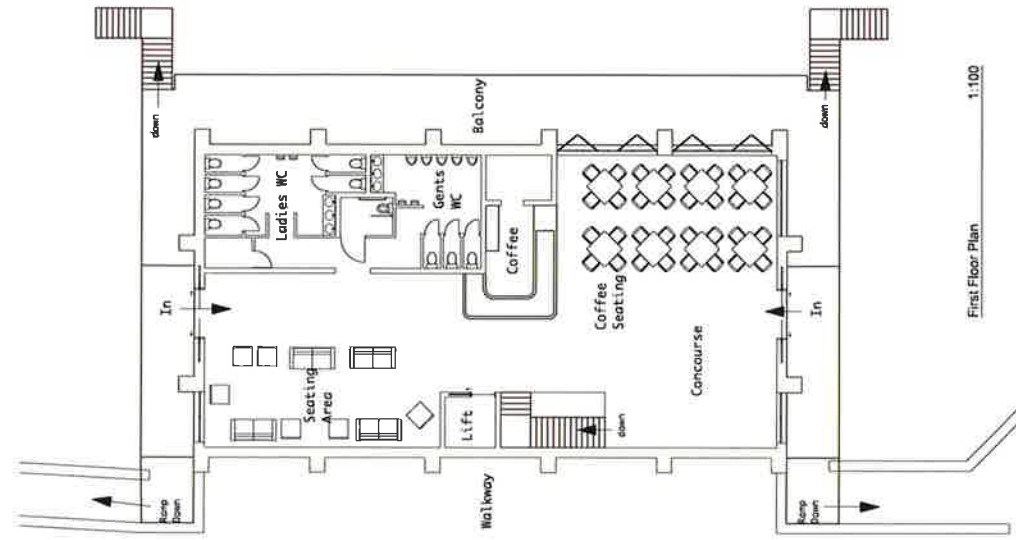 down
down
Balcony
Ladies WC
Gents
WC
Coffee
Coffee
Seating
In
In
Seating
Area
Concourse
Lift
down
Walkway
Ramp
Down
Ramp
Down
First Floor Plan
1:100